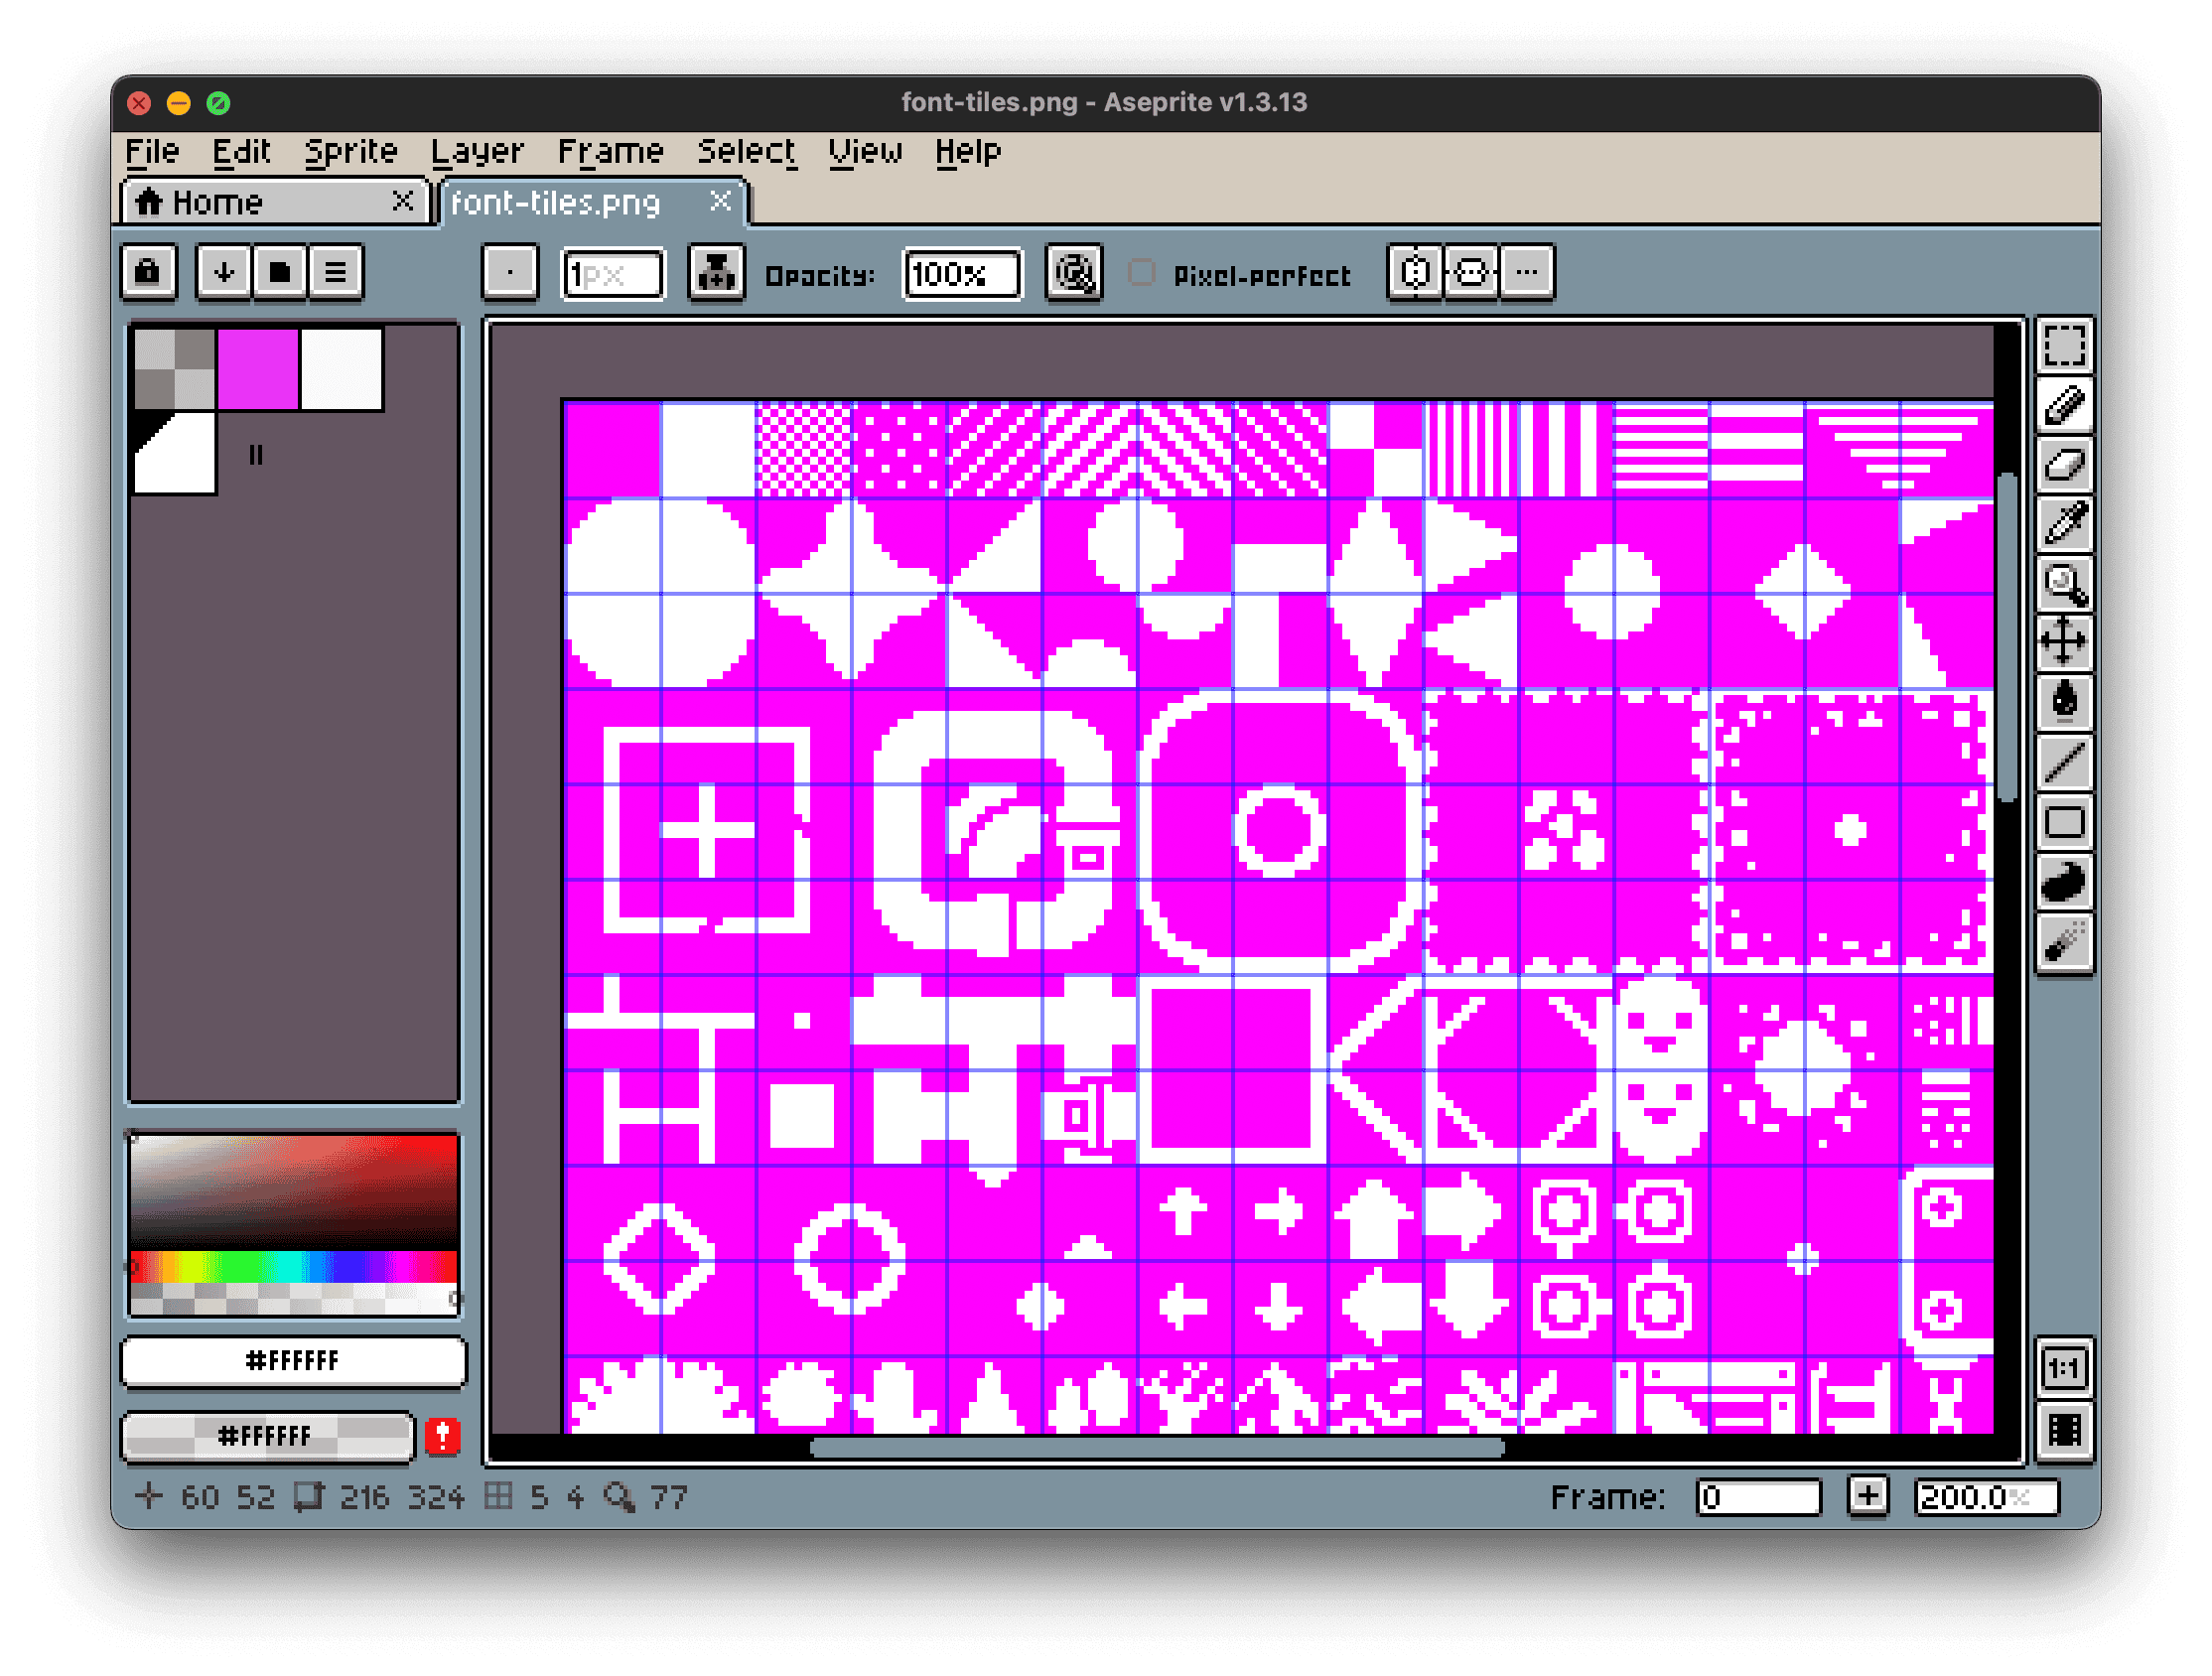 font-tiles.png - Aseprite v1.3.13
File Edit Sprite Layer Frame Select View Help
Home font-tiles.png
1px Opacity: 100% Pixel-perfect
#FFFFFF
1:1
#FFFFFF
60 52 216 324 5 4 77 Frame: 0 200.0%